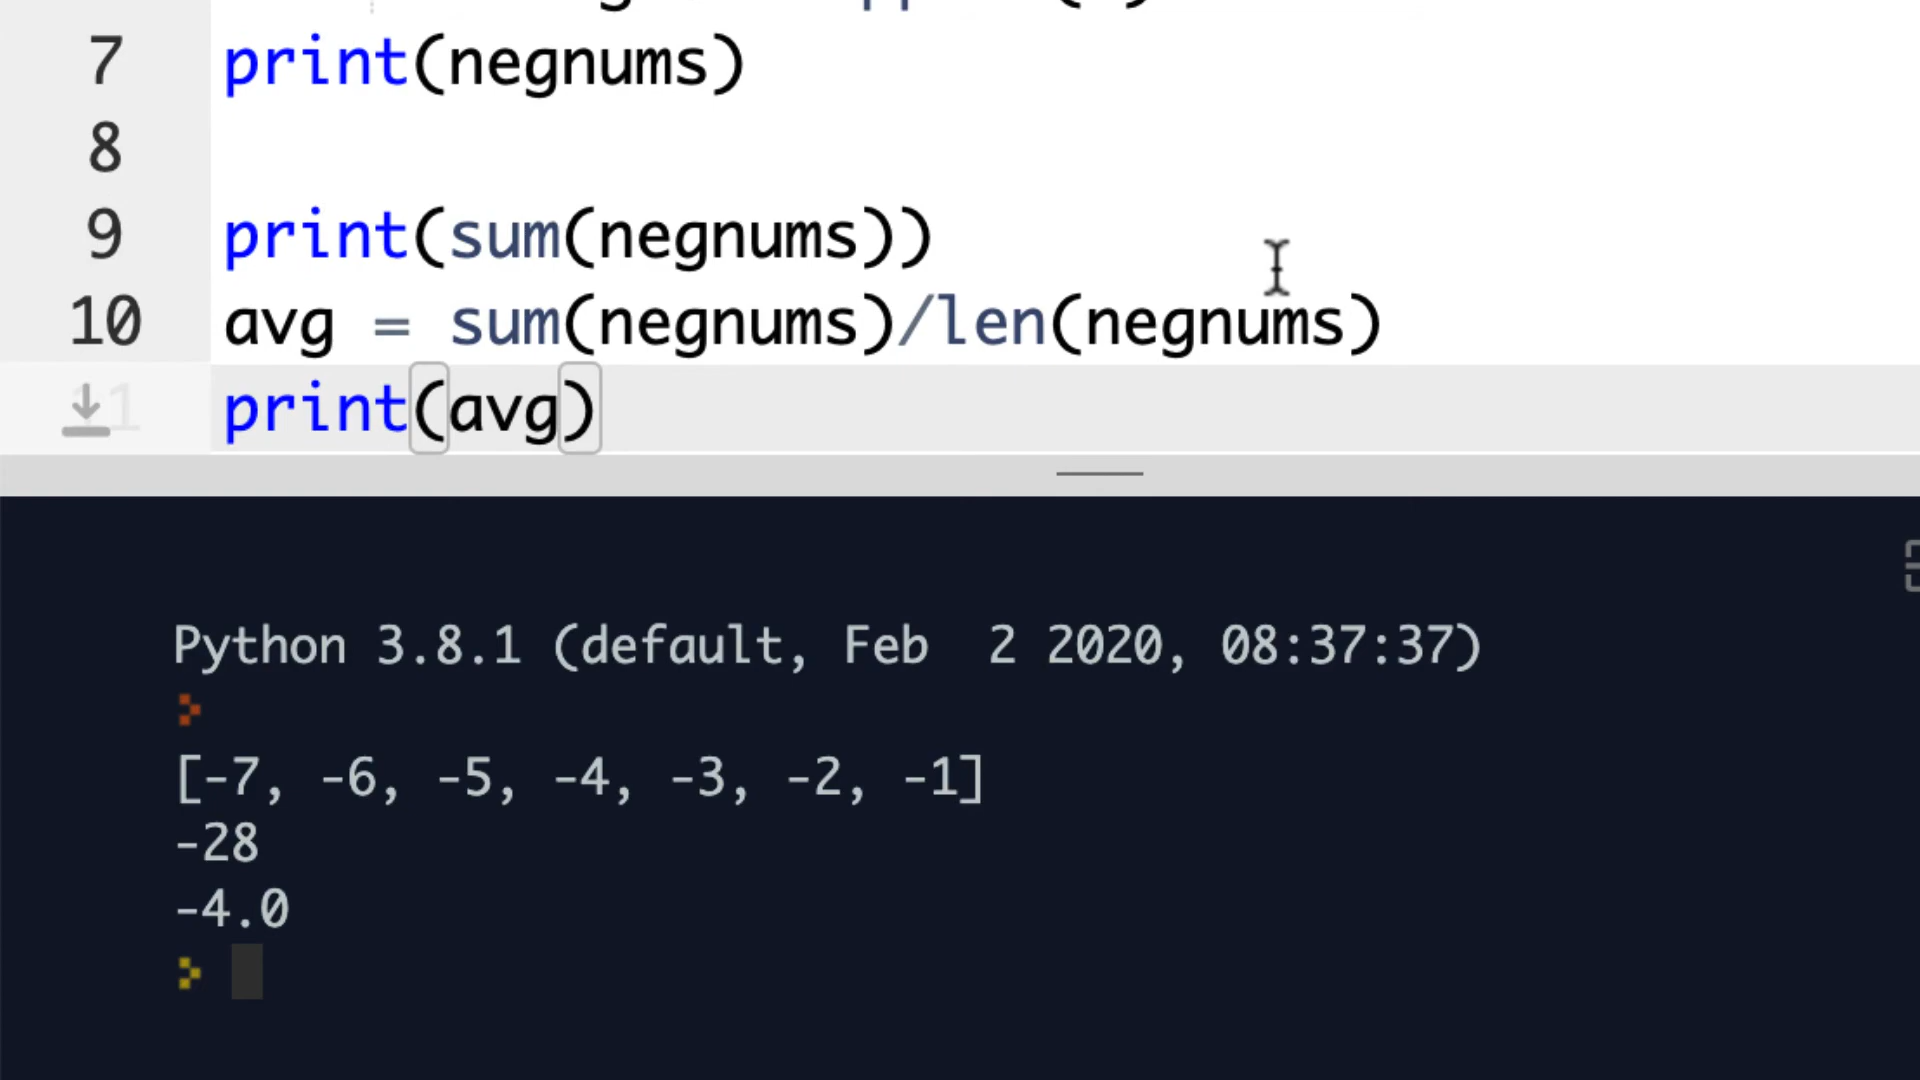 7 print(negnums)
8
9 print(sum(negnums))
10 avg = sum(negnums)/len(negnums)
11 print(avg)
Python 3.8.1 (default, Feb  2 2020, 08:37:37)
[-7, -6, -5, -4, -3, -2, -1]
-28
-4.0